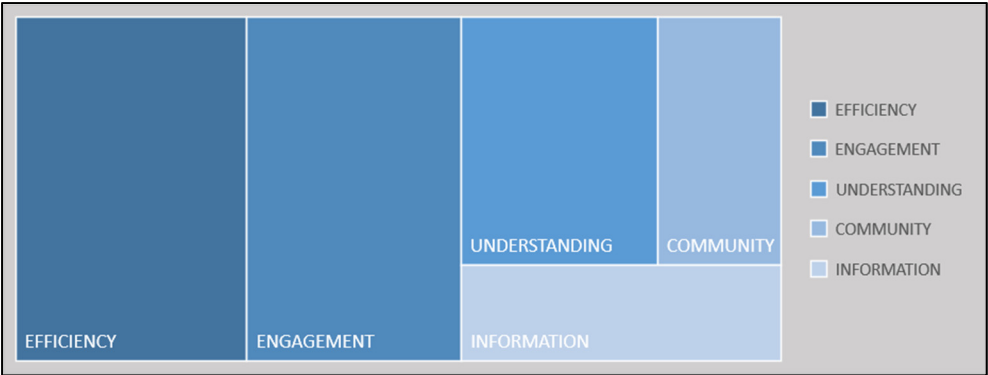 UNDERSTANDING
COMMUNITY
EFFICIENCY
ENGAGEMENT
INFORMATION
EFFICIENCY
ENGAGEMENT
UNDERSTANDING
COMMUNITY
INFORMATION